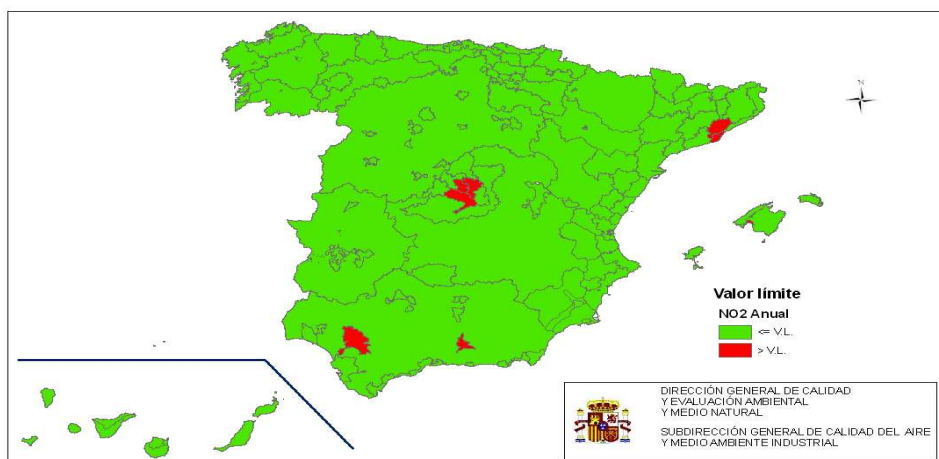 N
Valor límite
NO2 Anual
<= V.L.
> V.L.
DIRECCIÓN GENERAL DE CALIDAD
Y EVALUACIÓN AMBIENTAL
Y MEDIO NATURAL
SUBDIRECCIÓN GENERAL DE CALIDAD DEL AIRE
Y MEDIO AMBIENTE INDUSTRIAL